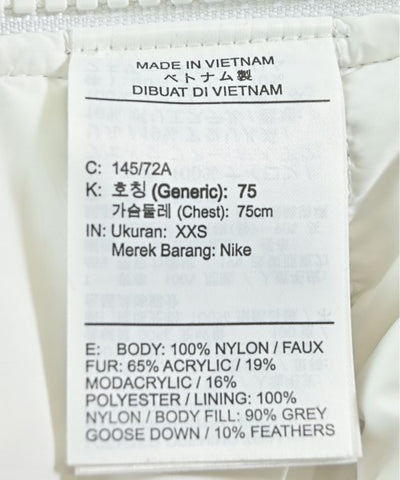 MADE IN VIETNAM
ベトナム製
DIBUAT DI VIETNAM
C: 145/72A
K: 호칭 (Generic): 75
가슴둘레 (Chest): 75cm
IN: Ukuran: XXS
Merek Barang: Nike
E: BODY: 100% NYLON / FAUX
FUR: 65% ACRYLIC / 19%
MODACRYLIC / 16%
POLYESTER / LINING: 100%
NYLON / BODY FILL: 90% GREY
GOOSE DOWN / 10% FEATHERS